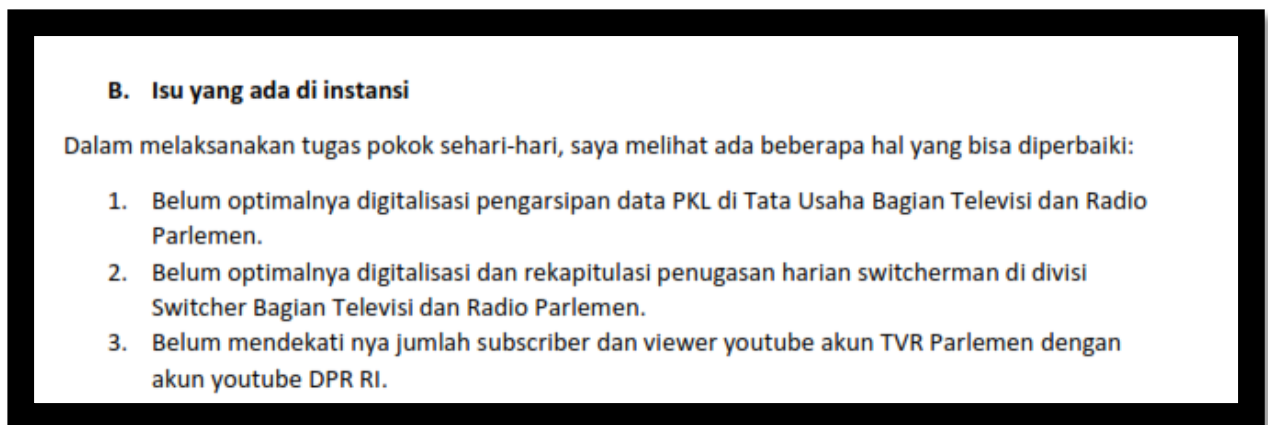 B. Isu yang ada di instansi
Dalam melaksanakan tugas pokok sehari-hari, saya melihat ada beberapa hal yang bisa diperbaiki:
1. Belum optimalnya digitalisasi pengarsipan data PKL di Tata Usaha Bagian Televisi dan Radio
Parlemen.
2. Belum optimalnya digitalisasi dan rekapitulasi penugasan harian switcherman di divisi
Switcher Bagian Televisi dan Radio Parlemen.
3. Belum mendekati nya jumlah subscriber dan viewer youtube akun TVR Parlemen dengan
akun youtube DPR RI.